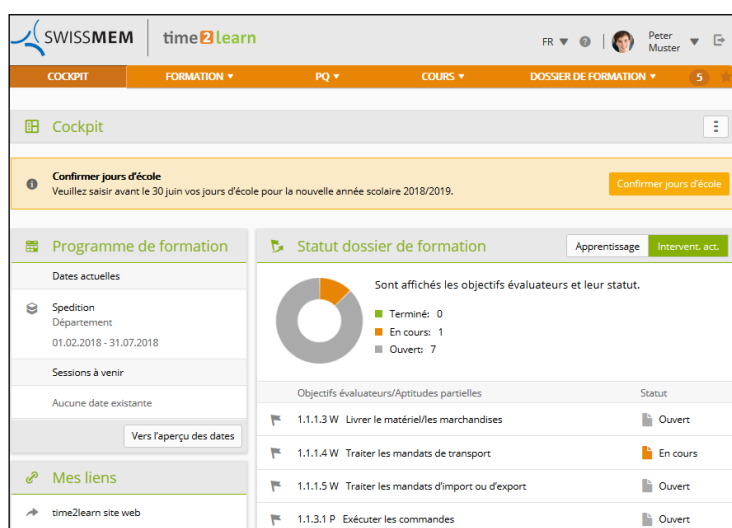 SWISSMEM time2learn FR Peter
Muster
COCKPIT FORMATION PQ COURS DOSSIER DE FORMATION 5
Cockpit
Confirmer jours d'école
Veuillez saisir avant le 30 juin vos jours d'école pour la nouvelle année scolaire 2018/2019.
Confirmer jours d'école
Programme de formation
Dates actuelles
Spedition
Département
01.02.2018 - 31.07.2018
Sessions à venir
Aucune date existante
Vers l'aperçu des dates
Mes liens
time2learn site web
Statut dossier de formation
Apprentissage Intervent. act.
Sont affichés les objectifs évaluateurs et leur statut.
Terminé: 0
En cours: 1
Ouvert: 7
Objectifs évaluateurs/Aptitudes partielles Statut
1.1.1.3 W Livrer le matériel/les marchandises Ouvert
1.1.1.4 W Traiter les mandats de transport En cours
1.1.1.5 W Traiter les mandats d'import ou d'export Ouvert
1.1.3.1 P Exécuter les commandes Ouvert